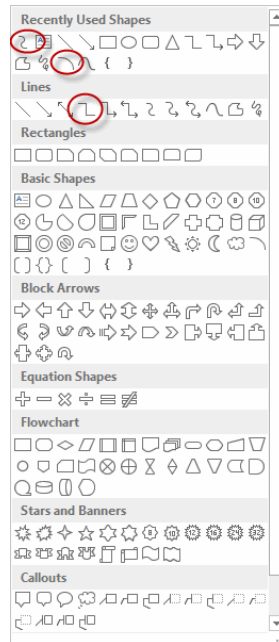 Recently Used Shapes
Lines
Rectangles
Basic Shapes
Block Arrows
Equation Shapes
Flowchart
Stars and Banners
Callouts